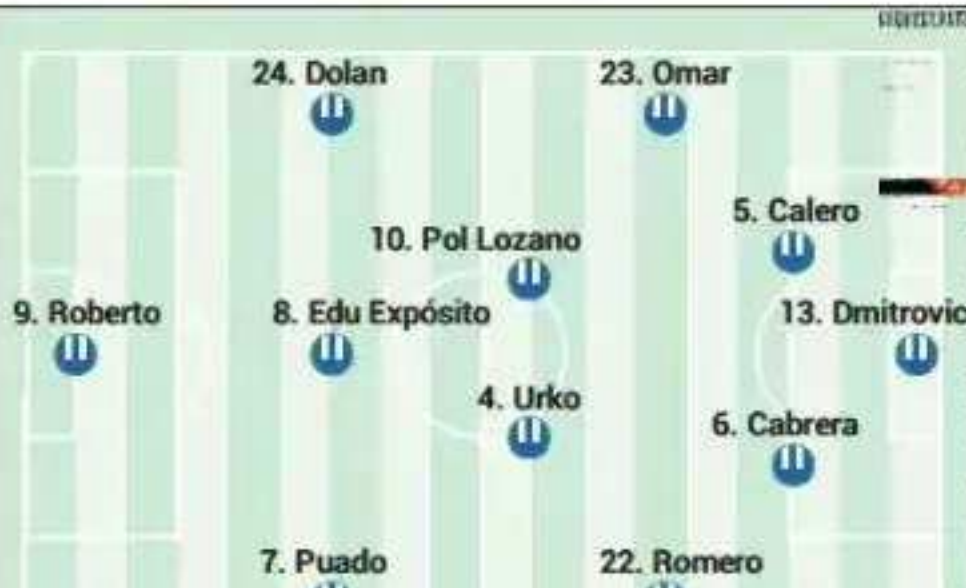 24. Dolan
23. Omar
5. Calero
10. Pol Lozano
9. Roberto
8. Edu Expósito
13. Dmitrovic
4. Urko
6. Cabrera
7. Puado
22. Romero